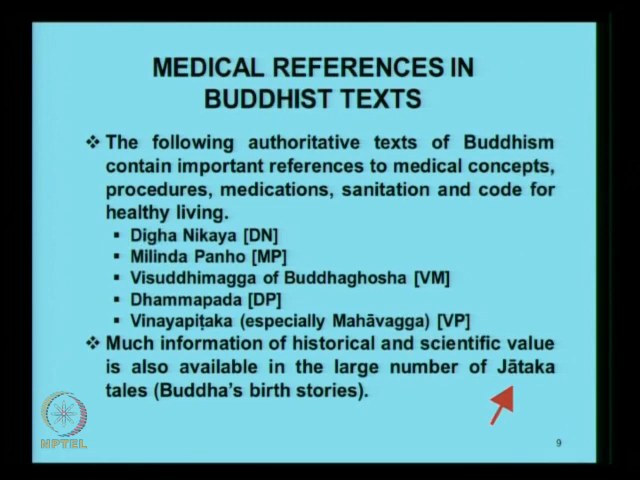 MEDICAL REFERENCES IN
BUDDHIST TEXTS
❖ The following authoritative texts of Buddhism
contain important references to medical concepts,
procedures, medications, sanitation and code for
healthy living.
▪ Digha Nikaya [DN]
▪ Milinda Panho [MP]
▪ Visuddhimagga of Buddhaghosha [VM]
▪ Dhammapada [DP]
▪ Vinayapiṭaka (especially Mahāvagga) [VP]
❖ Much information of historical and scientific value
is also available in the large number of Jātaka
tales (Buddha's birth stories).
NPTEL
9